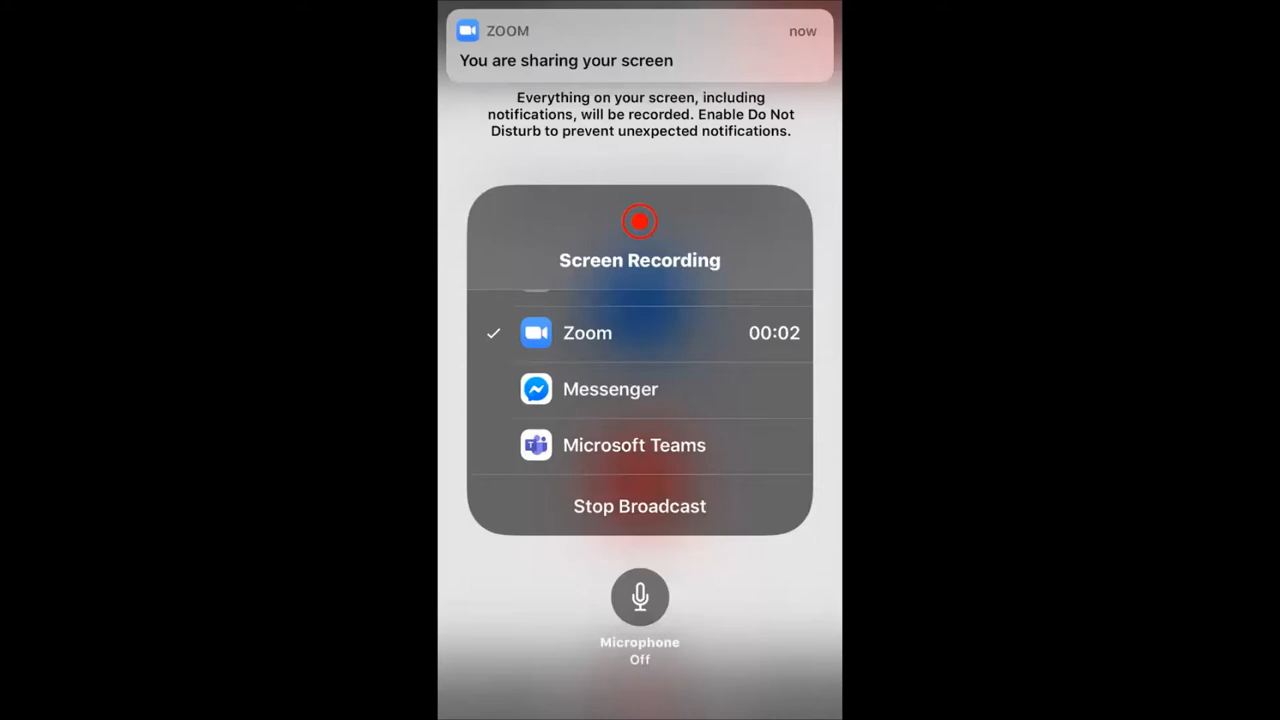 ZOOM now
You are sharing your screen
Everything on your screen, including
notifications, will be recorded. Enable Do Not
Disturb to prevent unexpected notifications.
Screen Recording
Zoom 00:02
Messenger
Microsoft Teams
Stop Broadcast
Microphone
Off